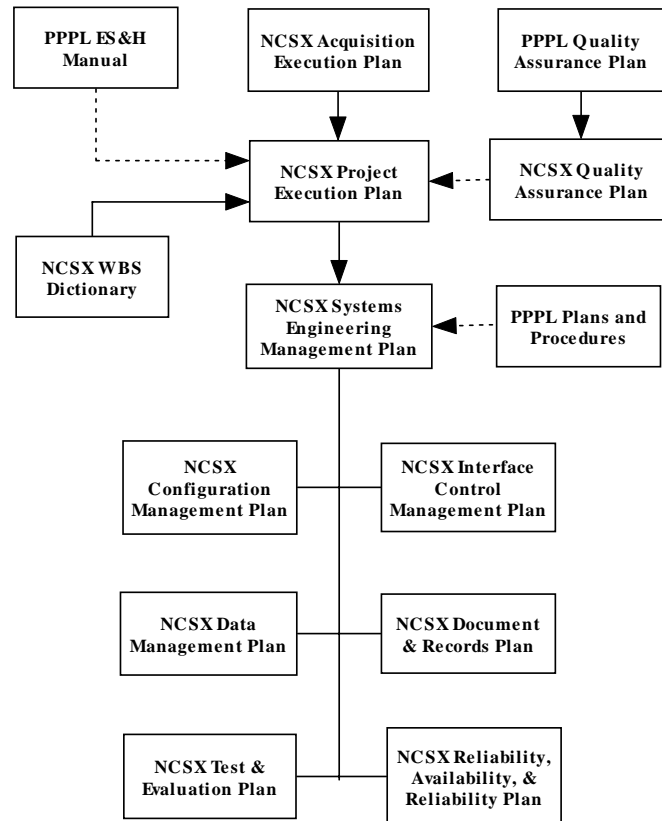 PPPL ES&H
Manual
NCSX Acquisition
Execution Plan
PPPL Quality
Assurance Plan
NCSX Project
Execution Plan
NCSX Quality
Assurance Plan
NCSX WBS
Dictionary
NCSX Systems
Engineering
Management Plan
PPPL Plans and
Procedures
NCSX
Configuration
Management Plan
NCSX Interface
Control
Management Plan
NCSX Data
Management Plan
NCSX Document
& Records Plan
NCSX Test &
Evaluation Plan
NCSX Reliability,
Availability, &
Reliability Plan